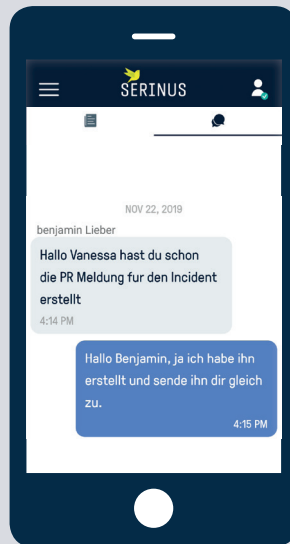 SERINUS
NOV 22, 2019
benjamin Lieber
Hallo Vanessa hast du schon
die PR Meldung fur den Incident
erstellt
4:14 PM
Hallo Benjamin, ja ich habe ihn
erstellt und sende ihn dir gleich
zu.
4:15 PM